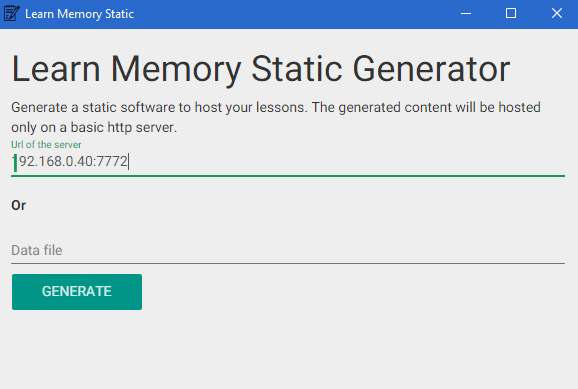 Learn Memory Static
Learn Memory Static Generator
Generate a static software to host your lessons. The generated content will be hosted
only on a basic http server.
Url of the server
192.168.0.40:7772
Or
Data file
GENERATE